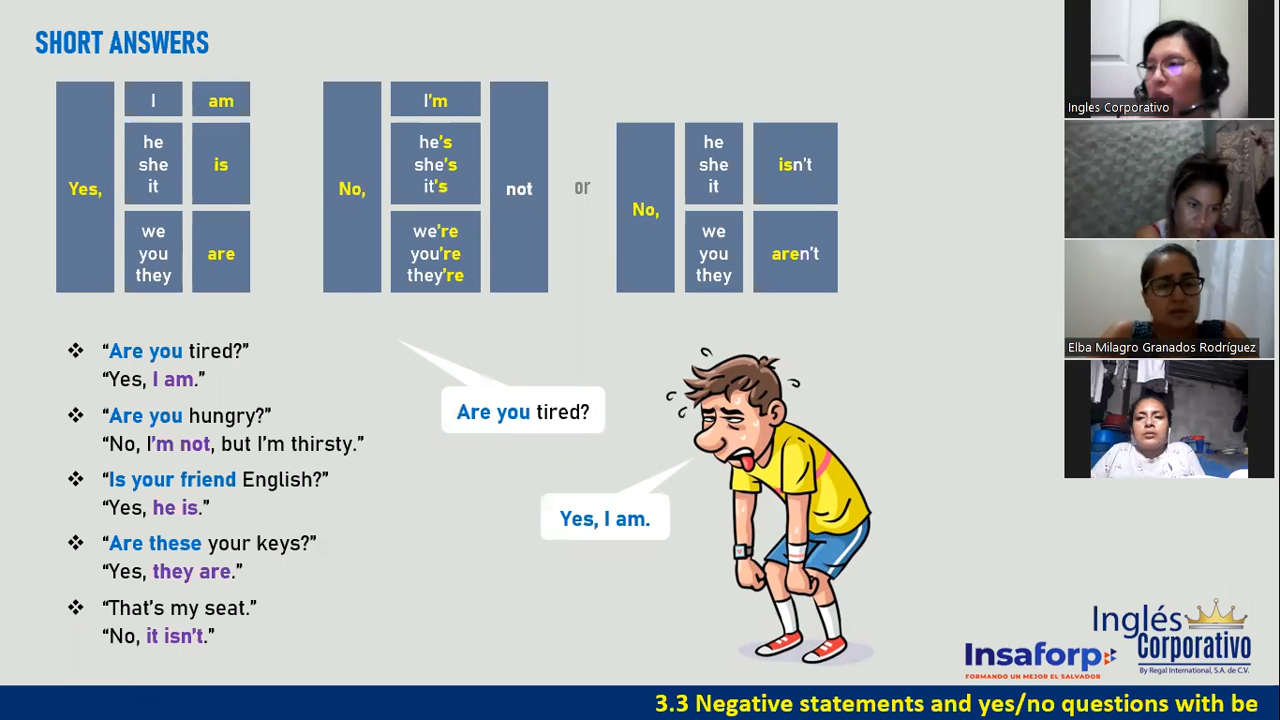 SHORT ANSWERS
Yes,
I
am
he
she
it
is
we
you
they
are
No,
I'm
he's
she's
it's
we're
you're
they're
not
or
No,
he
she
it
isn't
we
you
they
aren't
❖ “Are you tired?”
“Yes, I am.”
❖ “Are you hungry?”
“No, I’m not, but I’m thirsty.”
❖ “Is your friend English?”
“Yes, he is.”
❖ “Are these your keys?”
“Yes, they are.”
❖ “That’s my seat.”
“No, it isn’t.”
Are you tired?
Yes, I am.
Ingles Corporativo
Elba Milagro Granados Rodríguez
Insaforp
FORMANDO UN MEJOR EL SALVADOR
Inglés
Corporativo
By Regal International, S.A. de C.V.
3.3 Negative statements and yes/no questions with be